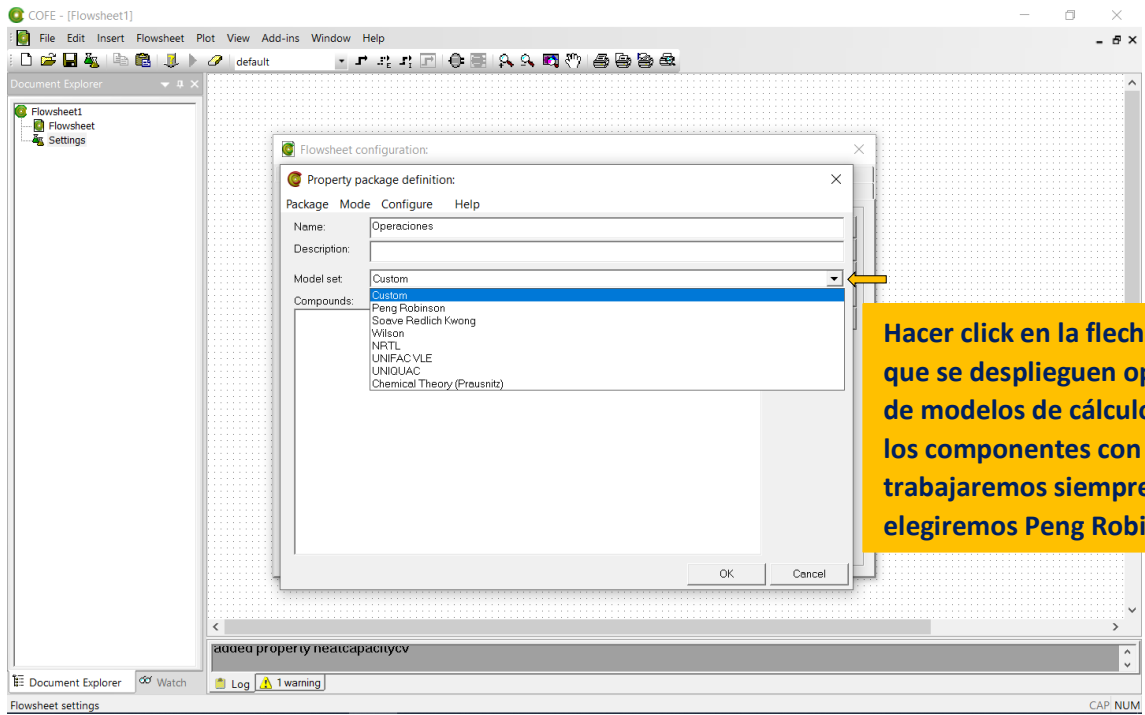 COFE - [Flowsheet1]
File Edit Insert Flowsheet Plot View Add-ins Window Help
default
Document Explorer
Flowsheet1
Flowsheet
Settings
Flowsheet configuration:
Property package definition:
Package Mode Configure Help
Name: Operaciones
Description:
Model set: Custom
Compounds:
Custom
Peng Robinson
Soave Redlich Kwong
Wilson
NRTL
UNIFAC VLE
UNIQUAC
Chemical Theory (Prausnitz)
OK Cancel
Hacer click en la flech
que se desplieguen o
de modelos de cálculo
los componentes con
trabajaremos siempre
elegiremos Peng Robi
added property heatcapacitycv
Document Explorer Watch Log 1 warning
Flowsheet settings CAP NUM